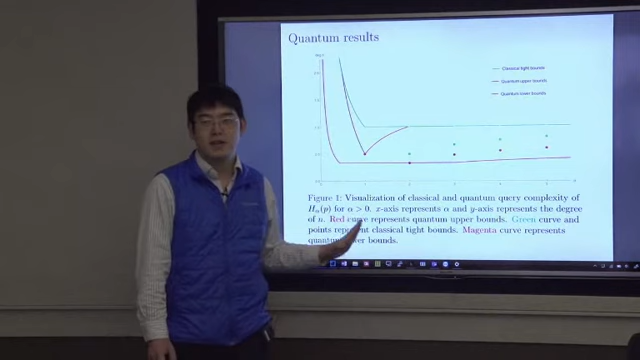 Quantum results
Classical tight bounds
Quantum upper bounds
Quantum lower bounds
Figure 1: Visualization of classical and quantum query complexity of
Hα(p) for α > 0. x-axis represents α and y-axis represents the degree
of n. Red curve represents quantum upper bounds. Green curve and
points represent classical tight bounds. Magenta curve represents
quantum lower bounds.